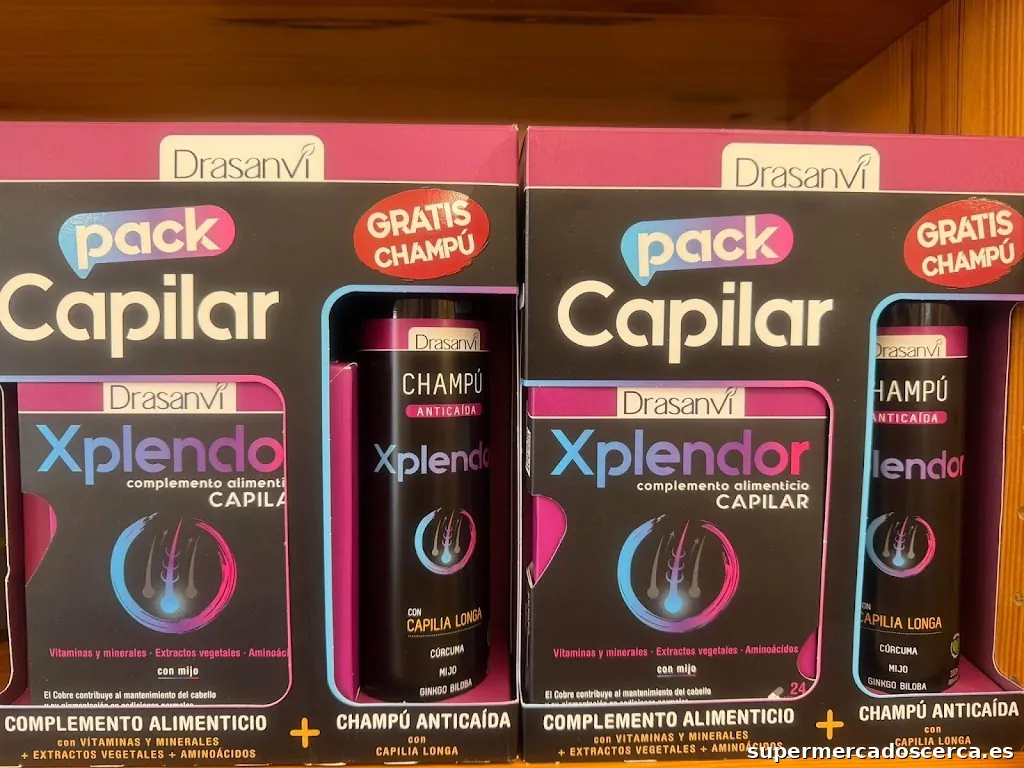 Drasanvi
pack
Capilar
GRATIS
CHAMPÚ
Drasanvi
Xplendo
complemento alimenti
CAPILA
Vitaminas y minerales · Extractos vegetales · Aminoáci
con mijo
El Cobre contribuye al mantenimiento del cabello
Drasanvi
CHAMPÚ
ANTICAÍDA
Xplendo
CON
CAPILIA LONGA
CÚRCUMA
MIJO
GINKGO BILOBA
COMPLEMENTO ALIMENTICIO
con VITAMINAS Y MINERALES
+ EXTRACTOS VEGETALES + AMINOÁCIDOS
+
CHAMPÚ ANTICAÍDA
con
CAPILIA LONGA
Drasanvi
pack
Capilar
GRATIS
CHAMPÚ
Drasanvi
Xplendor
complemento alimenticio
CAPILAR
Vitaminas y minerales · Extractos vegetales · Aminoácidos
con mijo
El Cobre contribuye al mantenimiento del cabello
24
Drasanvi
HAMPÚ
ANTICAÍDA
lendor
CON
CAPILIA LONGA
CÚRCUMA
MIJO
GINKGO BILOBA
COMPLEMENTO ALIMENTICIO
con VITAMINAS Y MINERALES
+ EXTRACTOS VEGETALES + AMINOÁCIDOS
+
CHAMPÚ ANTICAÍDA
con
CAPILIA LONGA
supermercadoscerca.es